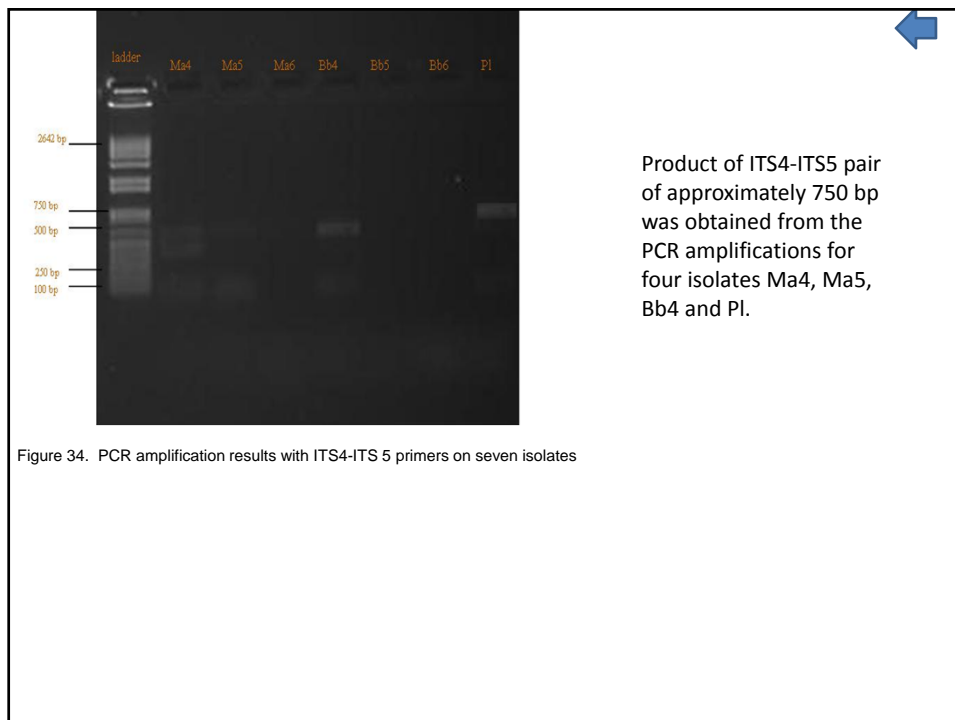 ladder Ma4 Ma5 Ma6 Bb4 Bb5 Bb6 Pl
2642 bp
750 bp
500 bp
250 bp
100 bp
Product of ITS4-ITS5 pair
of approximately 750 bp
was obtained from the
PCR amplifications for
four isolates Ma4, Ma5,
Bb4 and Pl.
Figure 34.  PCR amplification results with ITS4-ITS 5 primers on seven isolates